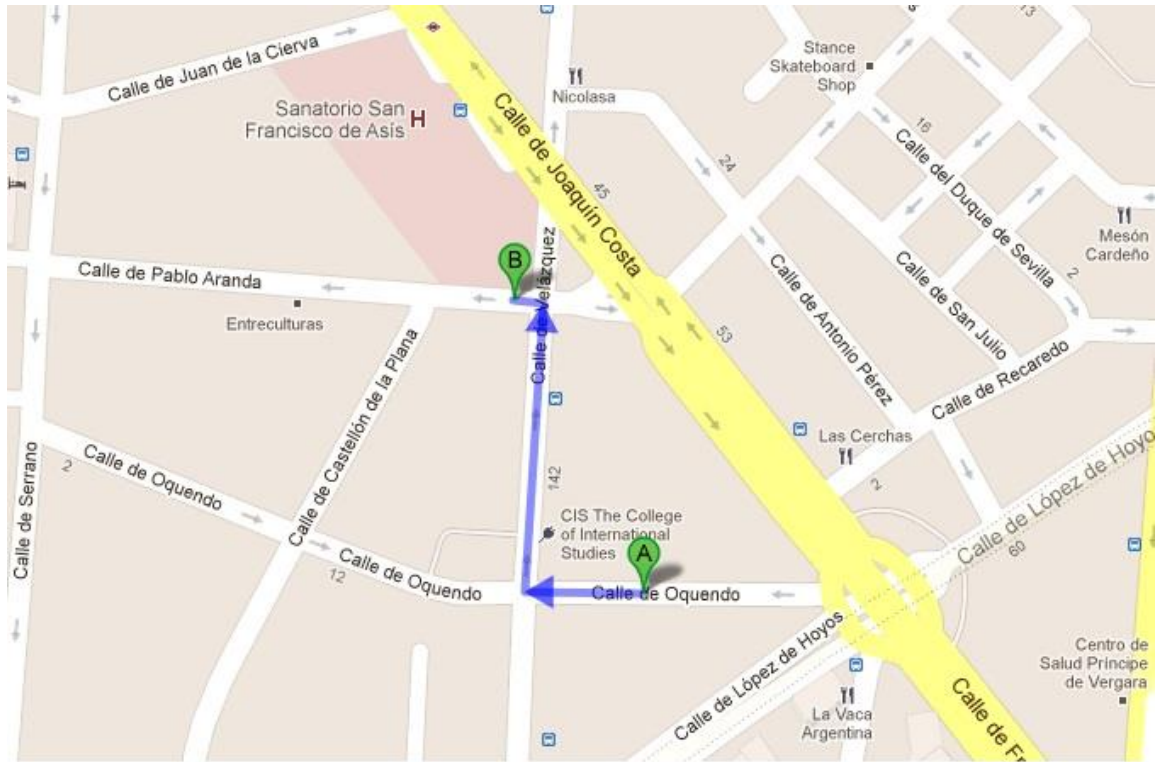 Calle de Juan de la Cierva
Sanatorio San
Francisco de Asís
H
Nicolasa
Stance
Skateboard
Shop
13
16
24
45
Calle de Joaquín Costa
Calle del Duque de Sevilla
Mesón
Cardeño
2
Calle de Pablo Aranda
B
Calle de Velázquez
Entreculturas
Calle de Antonio Pérez
Calle de San Julio
53
Calle de Recaredo
Calle de Castellón de la Plana
Calle de Serrano
2
Calle de Oquendo
142
Las Cerchas
2
Calle de López de Hoyos
60
CIS The College
of International
Studies
A
12
Calle de Oquendo
Calle de Oquendo
Calle de López de Hoyos
Centro de
Salud Príncipe
de Vergara
La Vaca
Argentina
Calle de Fr